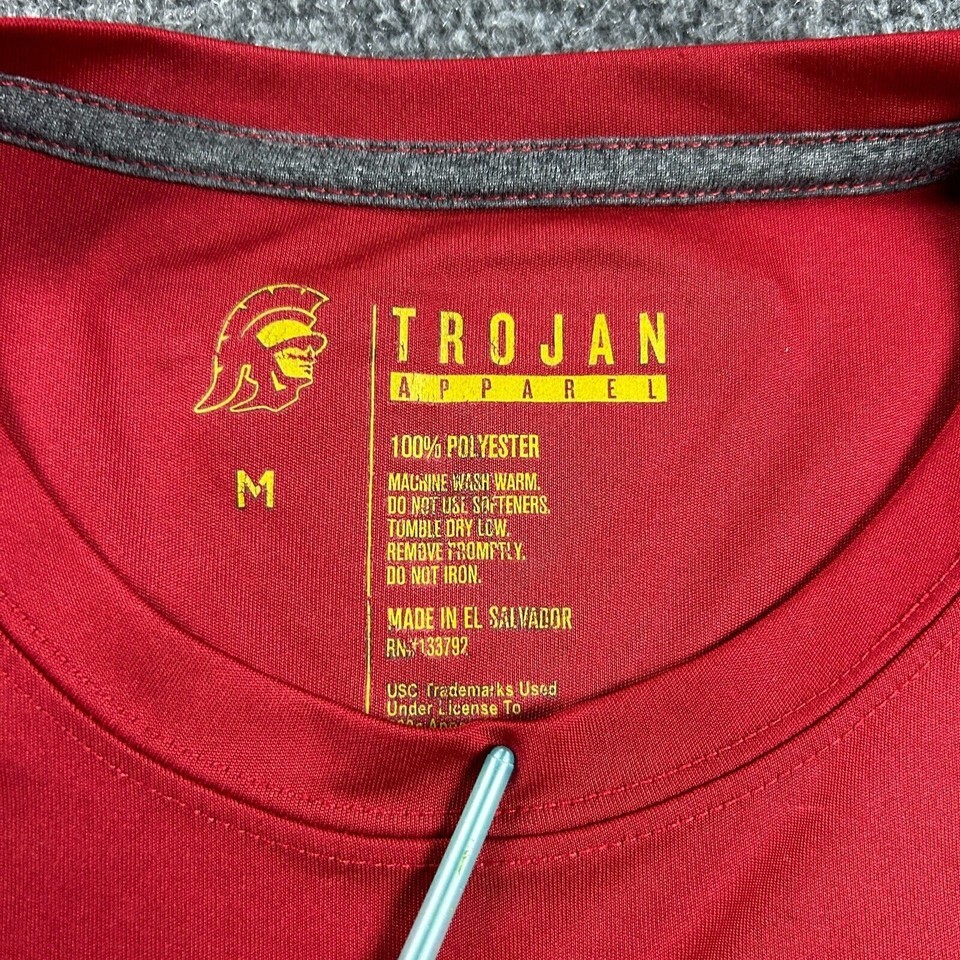 TROJAN
APPAREL
M
100% POLYESTER
MACHINE WASH WARM.
DO NOT USE SOFTENERS.
TUMBLE DRY LOW.
REMOVE PROMPTLY.
DO NOT IRON.
MADE IN EL SALVADOR
RN#133792
USC Trademarks Used
Under License To